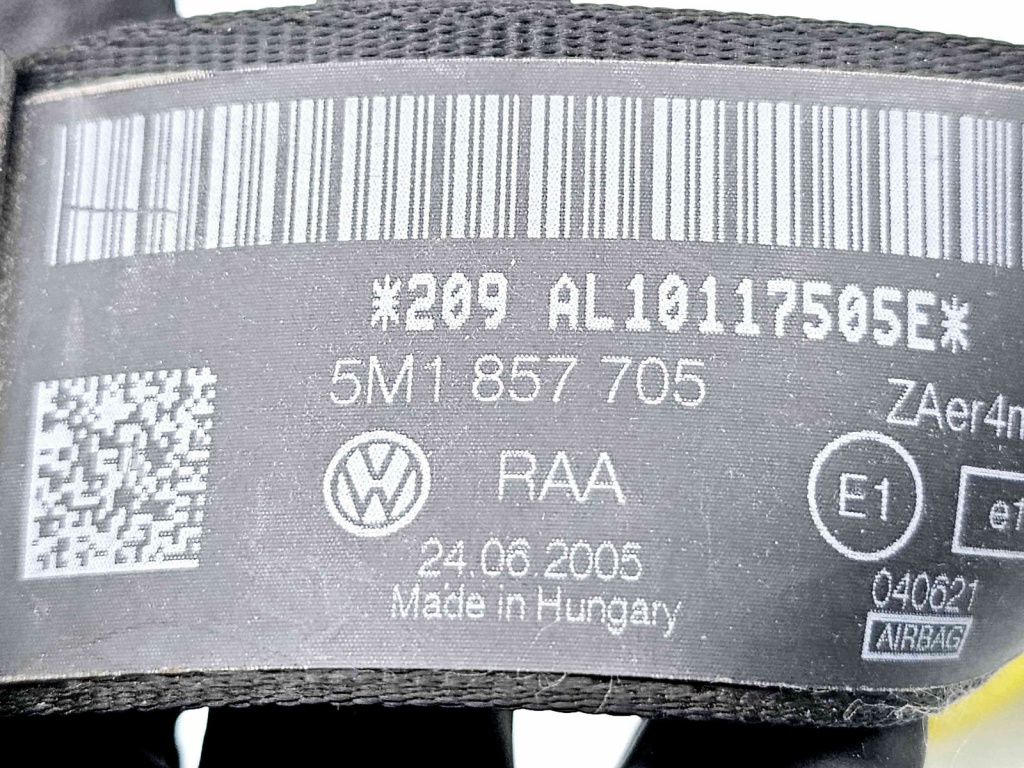 *209 AL10117505E*
5M1 857 705
ZAer4m
RAA
E1
e1
24.06.2005
Made in Hungary
040621
AIRBAG